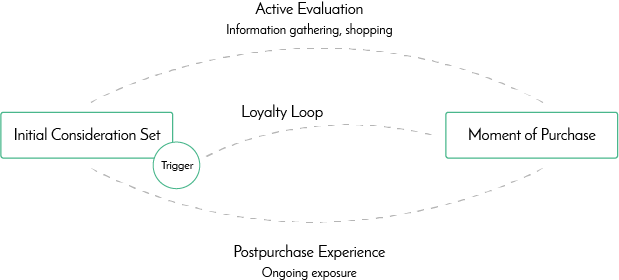 Active Evaluation
Information gathering, shopping
Loyalty Loop
Initial Consideration Set
Moment of Purchase
Trigger
Postpurchase Experience
Ongoing exposure